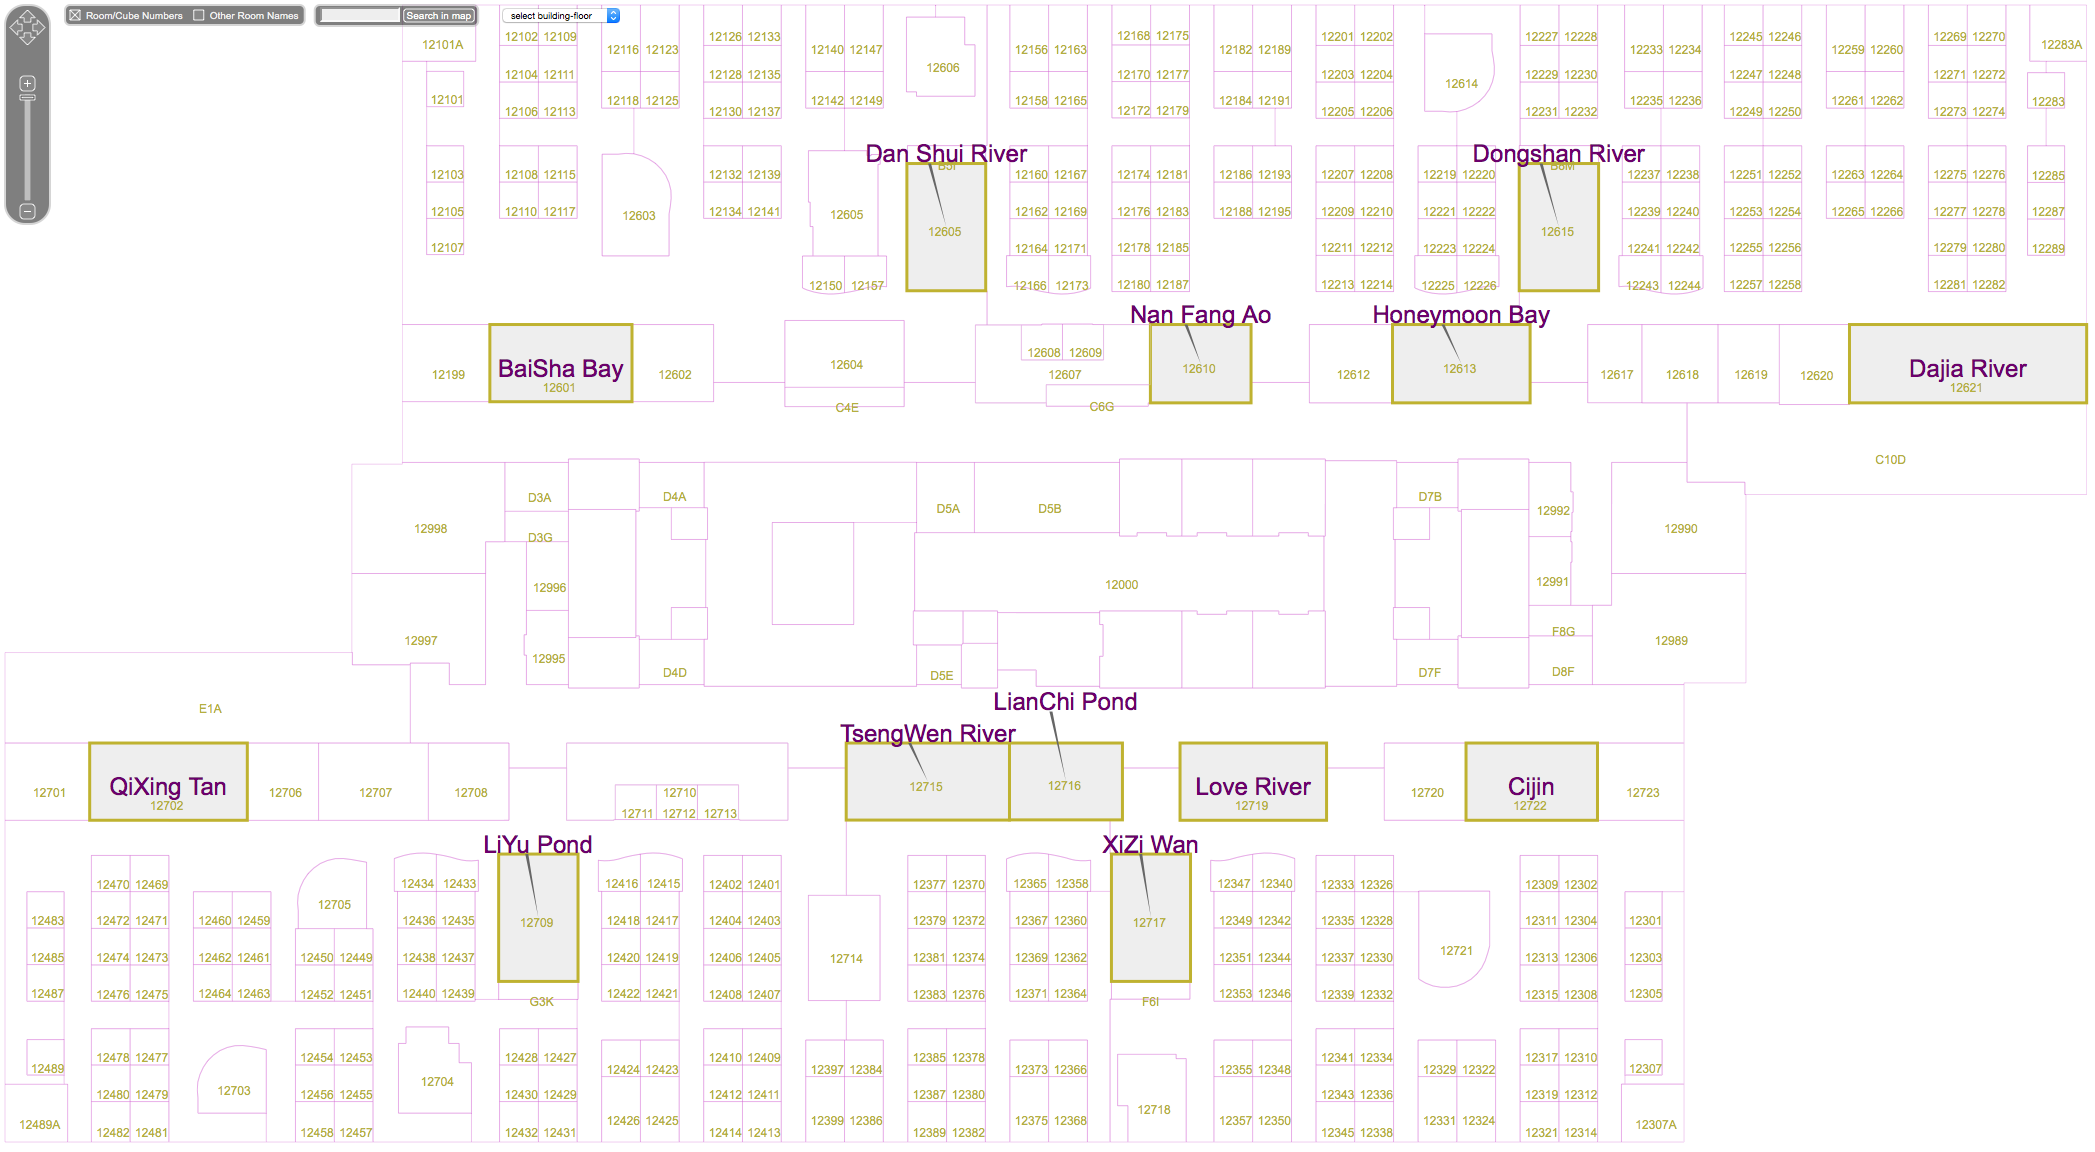 Room/Cube Numbers Other Room Names Search in map select building-floor
12101A 12102 12109 12116 12123 12126 12133 12140 12147 12606 12156 12163 12168 12175 12182 12189 12201 12202 12614 12227 12228 12233 12234 12245 12246 12259 12260 12269 12270 12283A
12104 12111 12128 12135 12170 12177 12203 12204 12229 12230 12247 12248 12271 12272
12101 12106 12113 12118 12125 12130 12137 12142 12149 12158 12165 12172 12179 12184 12191 12205 12206 12231 12232 12235 12236 12249 12250 12261 12262 12273 12274 12283
Dan Shui River Dongshan River
B5I B8M
12103 12108 12115 12132 12139 12160 12167 12174 12181 12186 12193 12207 12208 12219 12220 12237 12238 12251 12252 12263 12264 12275 12276 12285
12105 12110 12117 12603 12134 12141 12605 12605 12162 12169 12176 12183 12188 12195 12209 12210 12221 12222 12615 12239 12240 12253 12254 12265 12266 12277 12278 12287
12107 12164 12171 12178 12185 12211 12212 12223 12224 12241 12242 12255 12256 12279 12280 12289
12150 12157 12166 12173 12180 12187 12213 12214 12225 12226 12243 12244 12257 12258 12281 12282
Nan Fang Ao Honeymoon Bay
12608 12609
12199 BaiSha Bay 12602 12604 12607 12610 12612 12613 12617 12618 12619 12620 Dajia River
12601 12621
C4E C6G
C10D
D3A D4A D5A D5B D7B 12992
12998 D3G 12990
12996 12000 12991
12997 12995 F8G 12989
D4D D5E D7F D8F
LianChi Pond
E1A
TsengWen River
12701 QiXing Tan 12706 12707 12708 12710 12715 12716 Love River 12720 Cijin 12723
12702 12711 12712 12713 12719 12722
LiYu Pond XiZi Wan
12470 12469 12434 12433 12416 12415 12402 12401 12377 12370 12365 12358 12347 12340 12333 12326 12309 12302
12483 12472 12471 12460 12459 12705 12436 12435 12709 12418 12417 12404 12403 12379 12372 12367 12360 12717 12349 12342 12335 12328 12311 12304 12301
12485 12474 12473 12462 12461 12450 12449 12438 12437 12420 12419 12406 12405 12714 12381 12374 12369 12362 12351 12344 12337 12330 12721 12313 12306 12303
12487 12476 12475 12464 12463 12452 12451 12440 12439 G3K 12422 12421 12408 12407 12383 12376 12371 12364 F6I 12353 12346 12339 12332 12315 12308 12305
12489 12478 12477 12454 12453 12428 12427 12424 12423 12410 12409 12397 12384 12385 12378 12373 12366 12355 12348 12341 12334 12329 12322 12317 12310 12307
12480 12479 12703 12456 12455 12704 12430 12429 12412 12411 12387 12380 12343 12336 12319 12312
12489A 12482 12481 12458 12457 12432 12431 12426 12425 12414 12413 12399 12386 12389 12382 12375 12368 12718 12357 12350 12345 12338 12331 12324 12321 12314 12307A